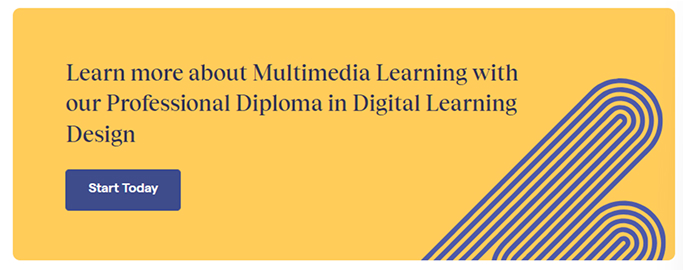 Learn more about Multimedia Learning with
our Professional Diploma in Digital Learning
Design
Start Today